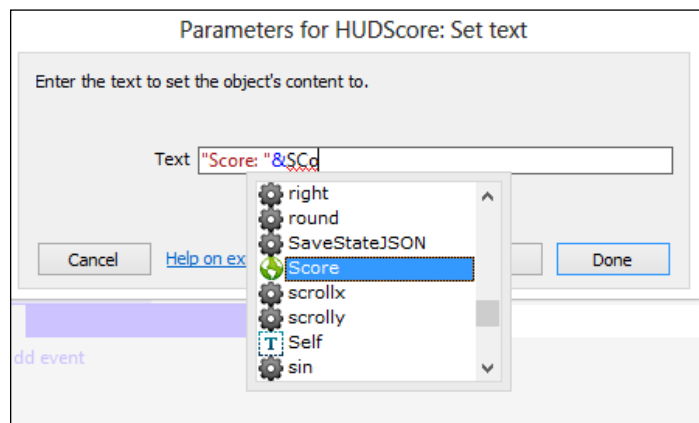 Parameters for HUDScore: Set text
Enter the text to set the object's content to.
Text "Score: "&SCo
right
round
SaveStateJSON
Cancel Help on ex Score Done
scrollx
scrolly
Self
sin
dd event